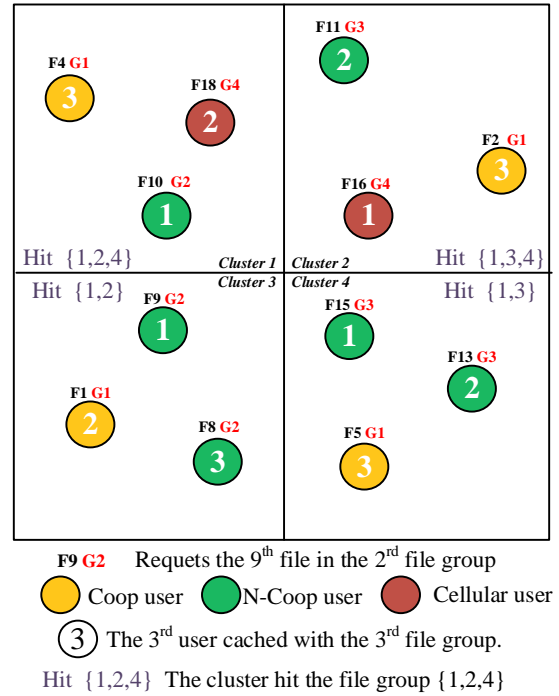 F11 G3
2
F4 G1
3
F18 G4
2
F2 G1
3
F10 G2
1
F16 G4
1
Hit {1,2,4}
Cluster 1
Cluster 2
Hit {1,3,4}
Hit {1,2}
Cluster 3
Cluster 4
Hit {1,3}
F9 G2
1
F15 G3
1
F13 G3
2
F1 G1
2
F8 G2
3
F5 G1
3
F9 G2 Requets the 9th file in the 2rd file group
Coop user N-Coop user Cellular user
3 The 3rd user cached with the 3rd file group.
Hit {1,2,4} The cluster hit the file group {1,2,4}